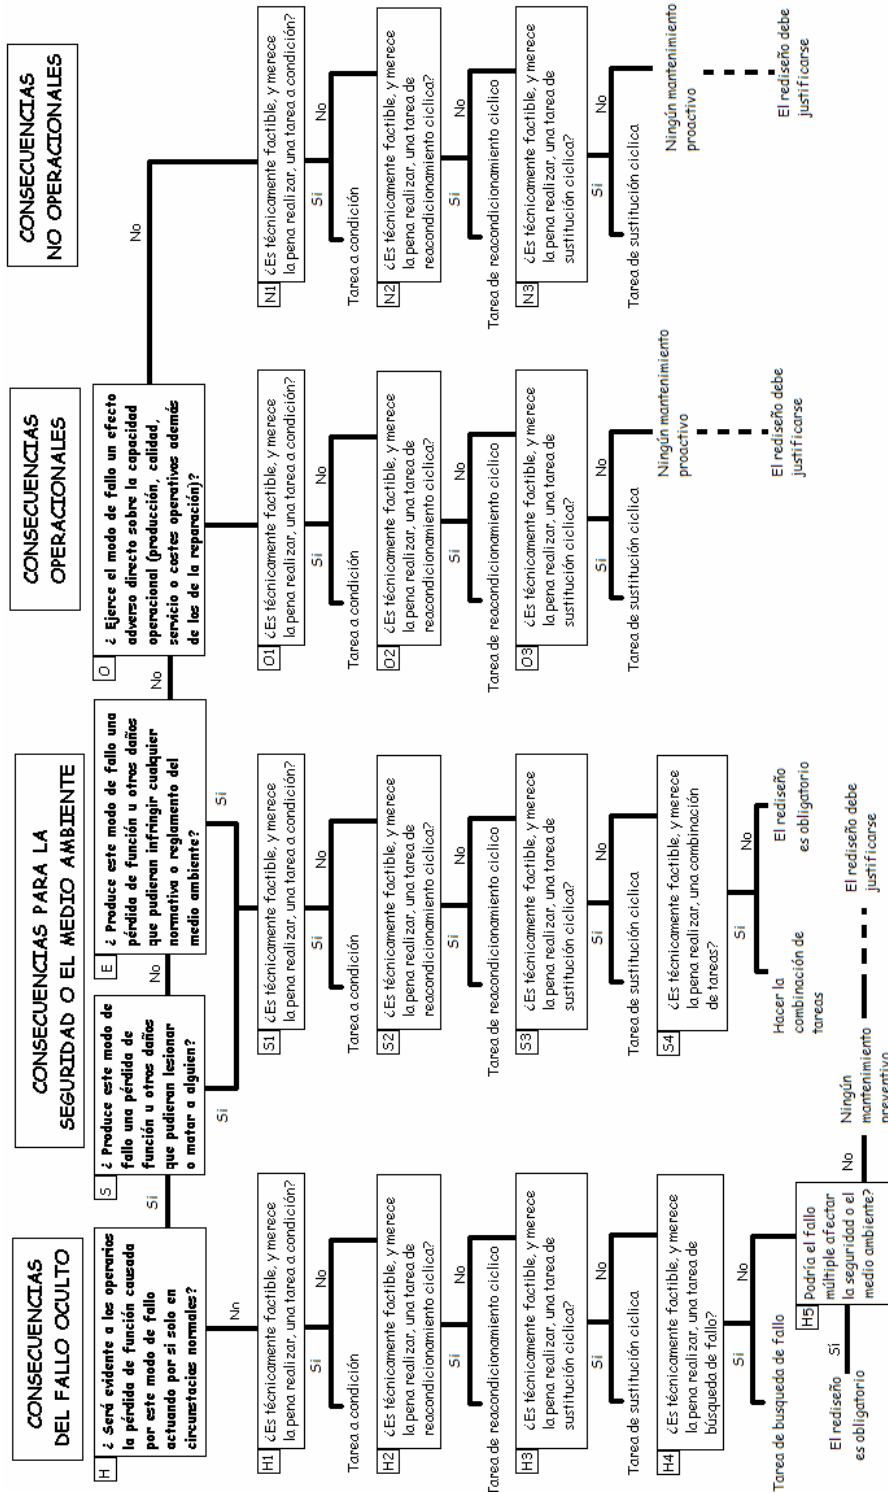 CONSECUENCIAS
DEL FALLO OCULTO
H
¿ Será evidente a los operarios
la pérdida de función causada
por este modo de fallo
actuando por si solo en
circunstacias normales?
Si
No
H1
¿Es técnicamente factible, y merece
la pena realizar, una tarea a condición?
Si
No
Tarea a condición
H2
¿Es técnicamente factible, y merece
la pena realizar, una tarea de
reacondicionamiento cíclica?
Si
No
Tarea de reacondicionamiento cíclico
H3
¿Es técnicamente factible, y merece
la pena realizar, una tarea de
sustitución cíclica?
Si
No
Tarea de sustitución cíclica
H4
¿Es técnicamente factible, y merece
la pena realizar, una tarea de
búsqueda de fallo?
Si
No
Tarea de busqueda de fallo
H5
Podría el fallo
múltiple afectar
la seguridad o el
medio ambiente?
Si
No
El rediseño
es obligatorio
Ningún
mantenimiento
preventivo
El rediseño debe
justificarse
CONSECUENCIAS PARA LA
SEGURIDAD O EL MEDIO AMBIENTE
S
¿ Produce este modo de
fallo una pérdida de
función u otros daños
que pudieran lesionar
o matar a alguien?
No
Si
E
¿ Produce este modo de fallo una
pérdida de función u otros daños
que pudieran infringir cualquier
normativa o reglamento del
medio ambiente?
No
Si
S1
¿Es técnicamente factible, y merece
la pena realizar, una tarea a condición?
Si
No
Tarea a condición
S2
¿Es técnicamente factible, y merece
la pena realizar, una tarea de
reacondicionamiento cíclica?
Si
No
Tarea de reacondicionamiento cíclico
S3
¿Es técnicamente factible, y merece
la pena realizar, una tarea de
sustitución cíclica?
Si
No
Tarea de sustitución cíclica
S4
¿Es técnicamente factible, y merece
la pena realizar, una combinación
de tareas?
Si
No
Hacer la
combinación de
tareas
El rediseño
es obligatorio
CONSECUENCIAS
OPERACIONALES
O
¿ Ejerce el modo de fallo un efecto
adverso directo sobre la capacidad
operacional (producción, calidad,
servicio o costes operativos además
de los de la reparación)?
No
O1
¿Es técnicamente factible, y merece
la pena realizar, una tarea a condición?
Si
No
Tarea a condición
O2
¿Es técnicamente factible, y merece
la pena realizar, una tarea de
reacondicionamiento cíclica?
Si
No
Tarea de reacondicionamiento cíclico
O3
¿Es técnicamente factible, y merece
la pena realizar, una tarea de
sustitución cíclica?
Si
No
Tarea de sustitución cíclica
Ningún mantenimiento
proactivo
El rediseño debe
justificarse
CONSECUENCIAS
NO OPERACIONALES
N1
¿Es técnicamente factible, y merece
la pena realizar, una tarea a condición?
Si
No
Tarea a condición
N2
¿Es técnicamente factible, y merece
la pena realizar, una tarea de
reacondicionamiento cíclica?
Si
No
Tarea de reacondicionamiento cíclico
N3
¿Es técnicamente factible, y merece
la pena realizar, una tarea de
sustitución cíclica?
Si
No
Tarea de sustitución cíclica
Ningún mantenimiento
proactivo
El rediseño debe
justificarse